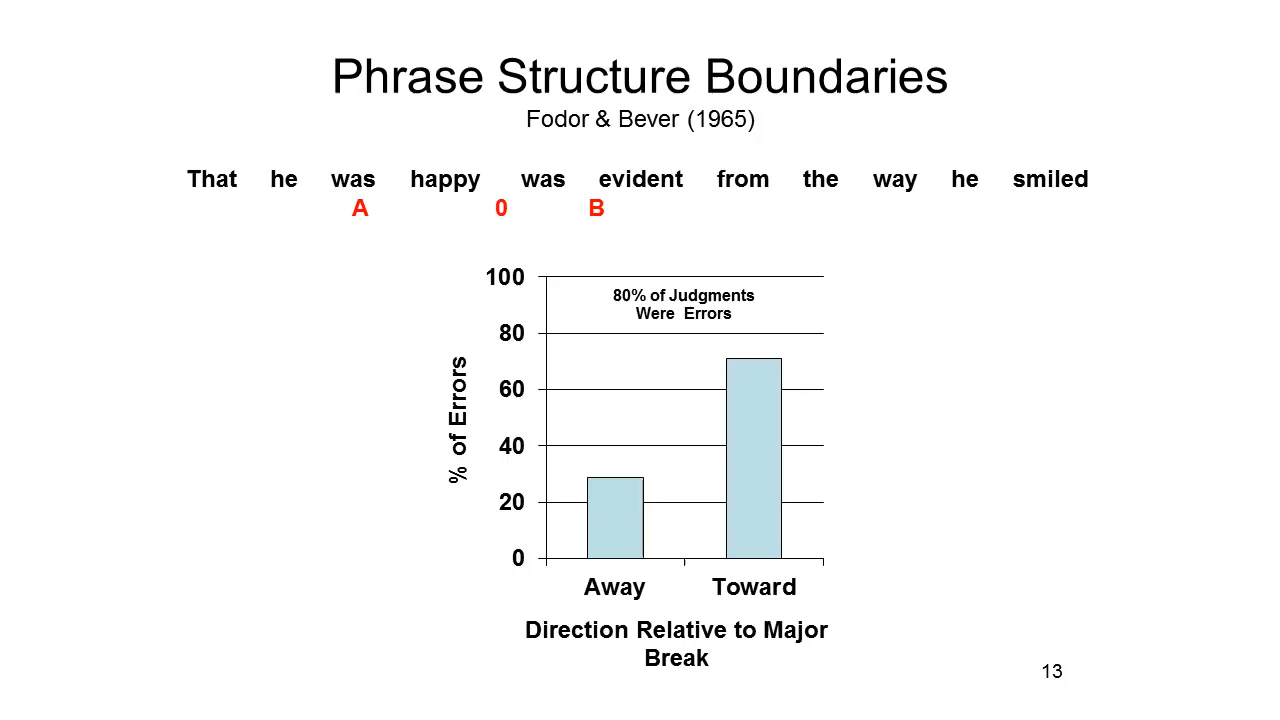 Phrase Structure Boundaries
Fodor & Bever (1965)
That he was happy was evident from the way he smiled
A 0 B
100
80% of Judgments
Were Errors
80
60
40
20
0
% of Errors
Away Toward
Direction Relative to Major
Break
13